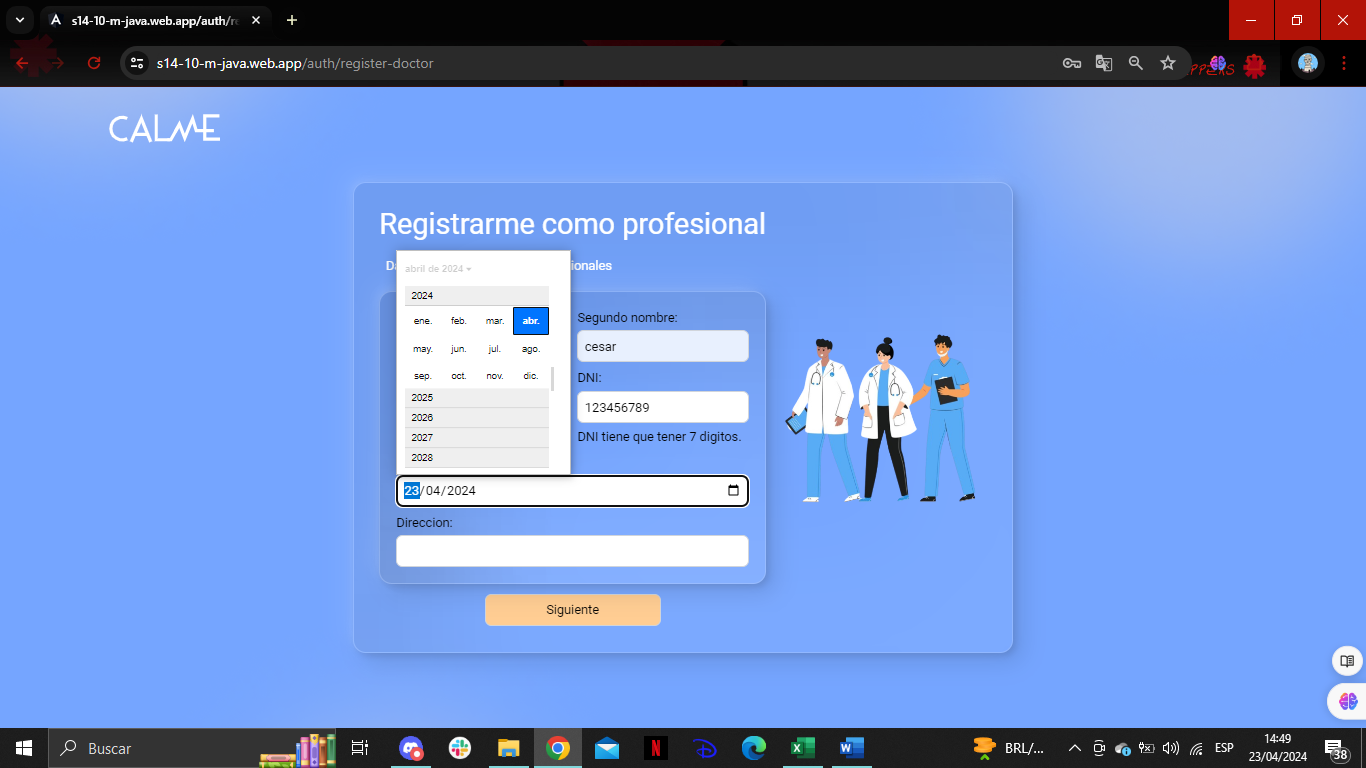 s14-10-m-java.web.app/auth/re
s14-10-m-java.web.app/auth/register-doctor
CALME
Registrarme como profesional
ionales
abril de 2024
2024
ene. feb. mar. abr.
may. jun. jul. ago.
sep. oct. nov. dic.
2025
2026
2027
2028
Segundo nombre:
cesar
DNI:
123456789
DNI tiene que tener 7 digitos.
23/04/2024
Direccion:
Siguiente
Buscar
BRL/...
ESP
14:49
23/04/2024
38